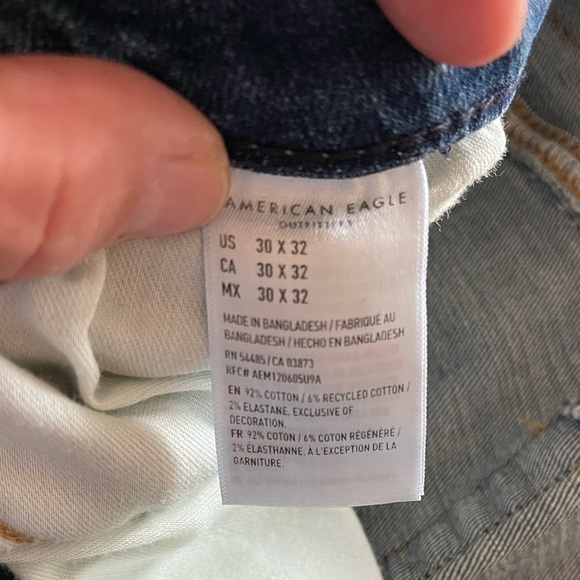 AMERICAN EAGLE
OUTFITTERS
US 30 X 32
CA 30 X 32
MX 30 X 32
MADE IN BANGLADESH / FABRIQUE AU
BANGLADESH / HECHO EN BANGLADESH
RN 54485 / CA 03873
RFC# AEM120605U9A
EN 92% COTTON / 6% RECYCLED COTTON /
2% ELASTANE. EXCLUSIVE OF
DECORATION.
FR 92% COTON / 6% COTON RÉGÉNÉRÉ /
2% ÉLASTHANNE. À L'EXCEPTION DE LA
GARNITURE.